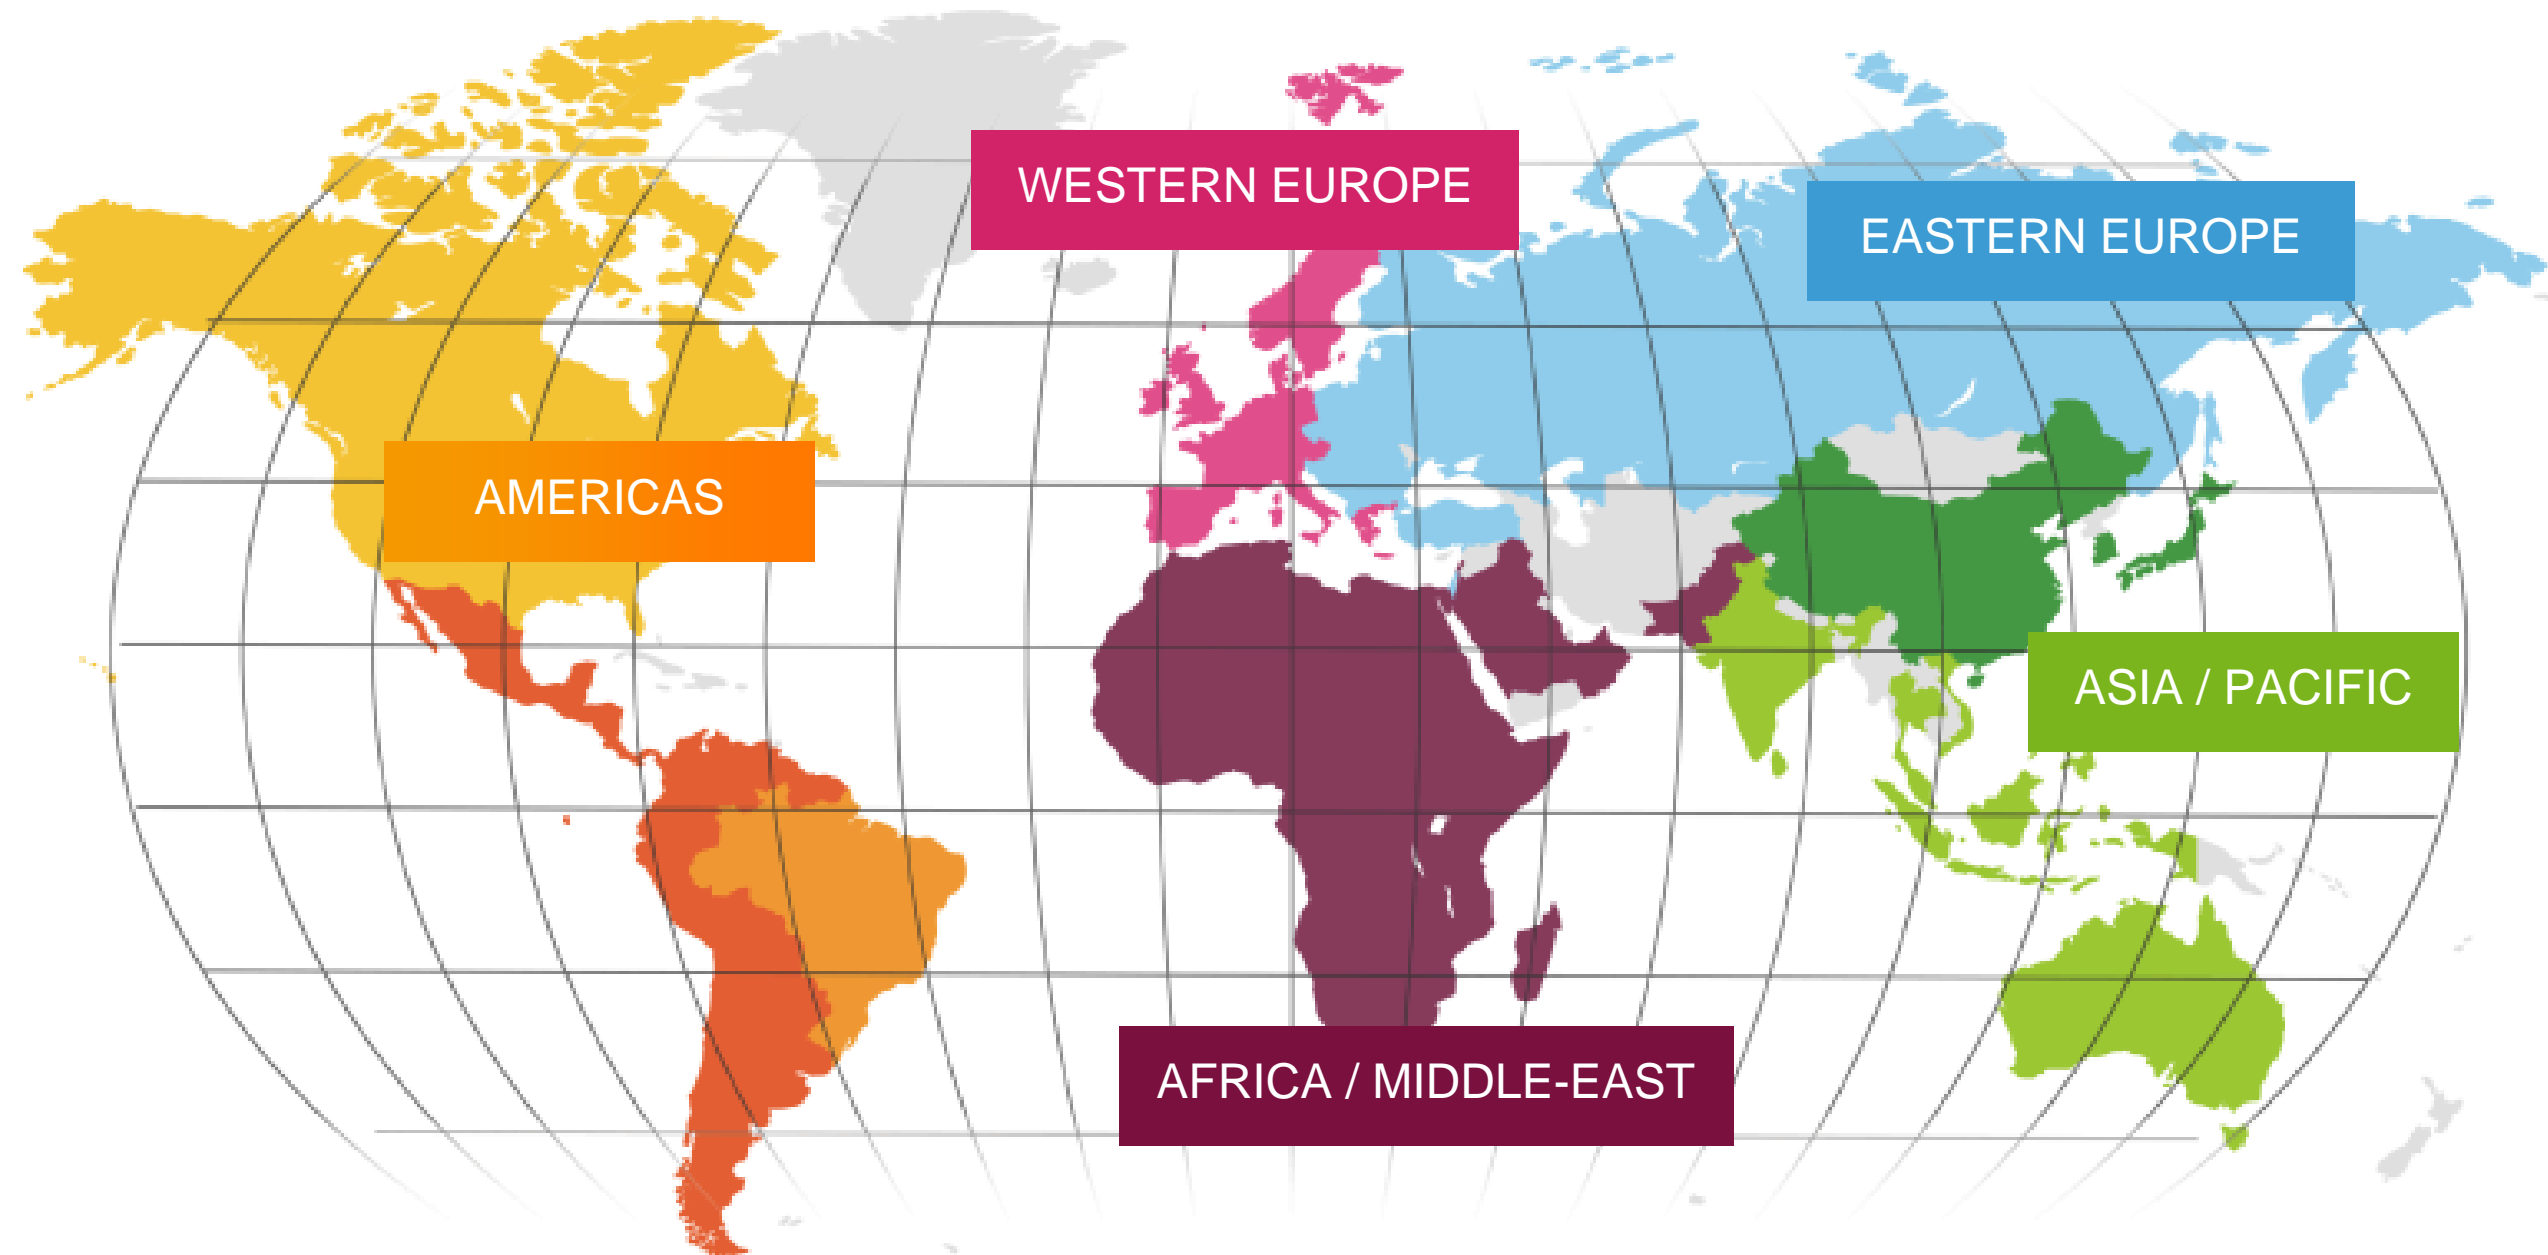 WESTERN EUROPE
EASTERN EUROPE
AMERICAS
ASIA / PACIFIC
AFRICA / MIDDLE-EAST